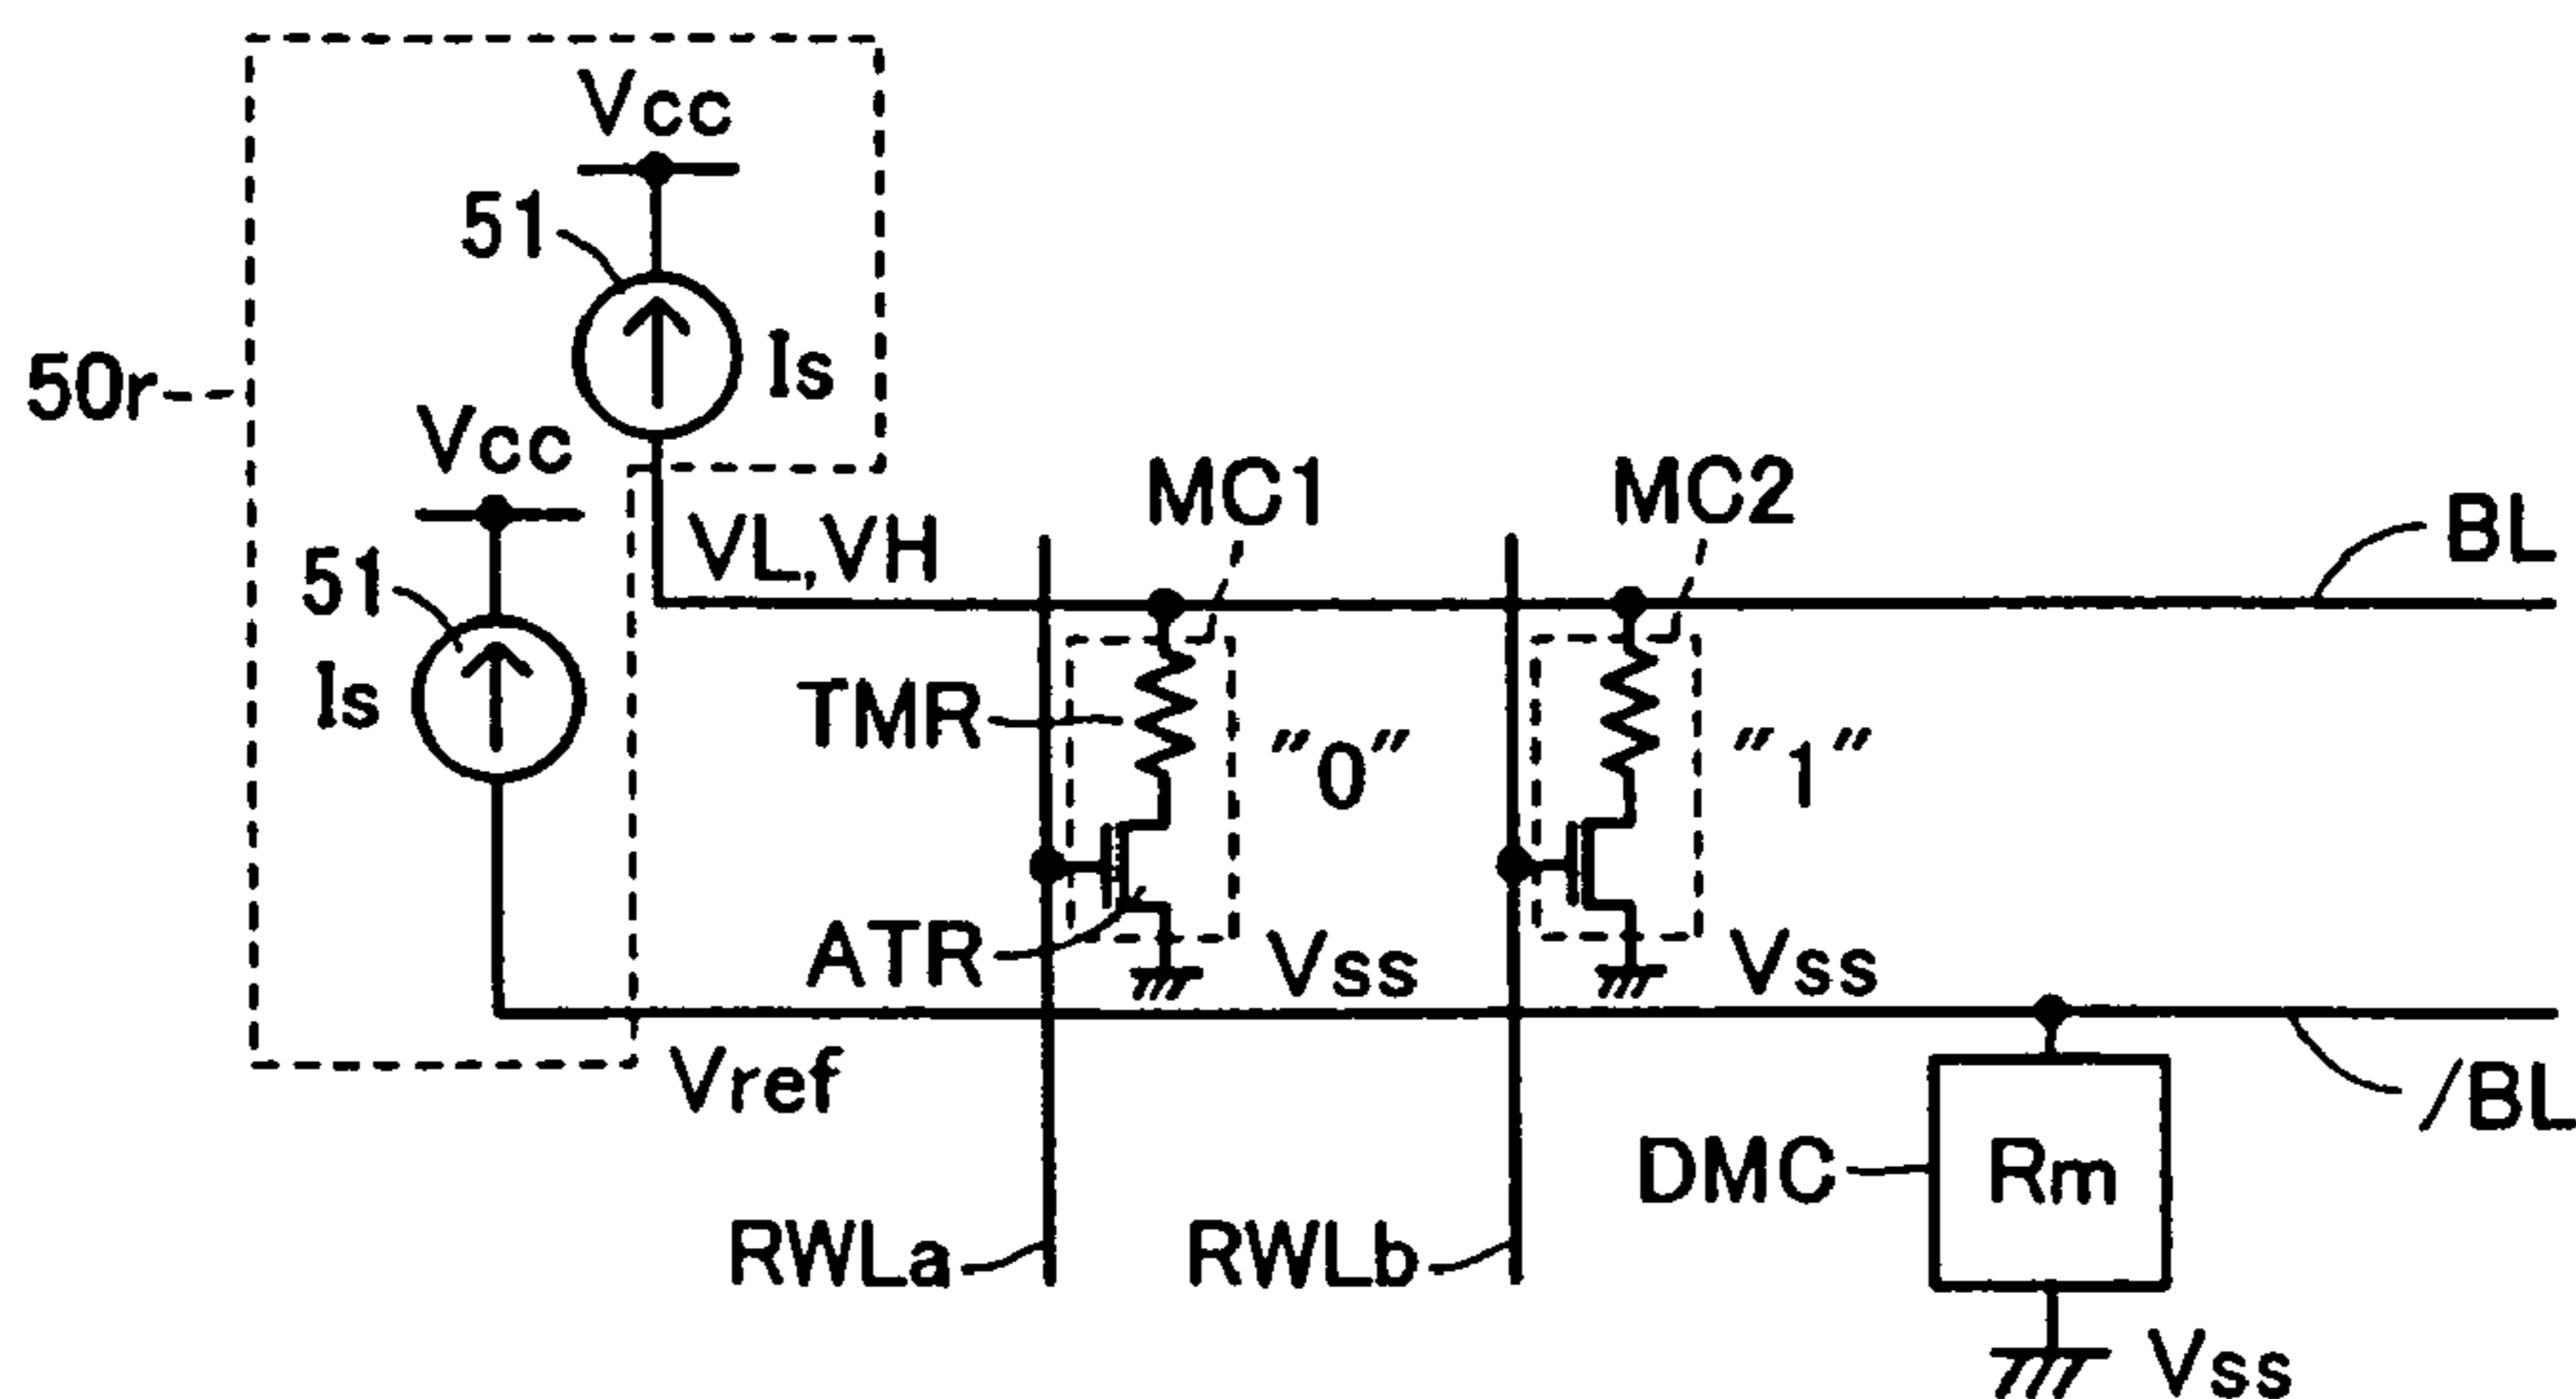 Vcc
51
Is
50r
Vcc
51
Is
VL,VH
MC1
MC2
BL
TMR
"0"
"1"
ATR
Vss
Vss
Vref
/BL
DMC
Rm
RWLa
RWLb
Vss